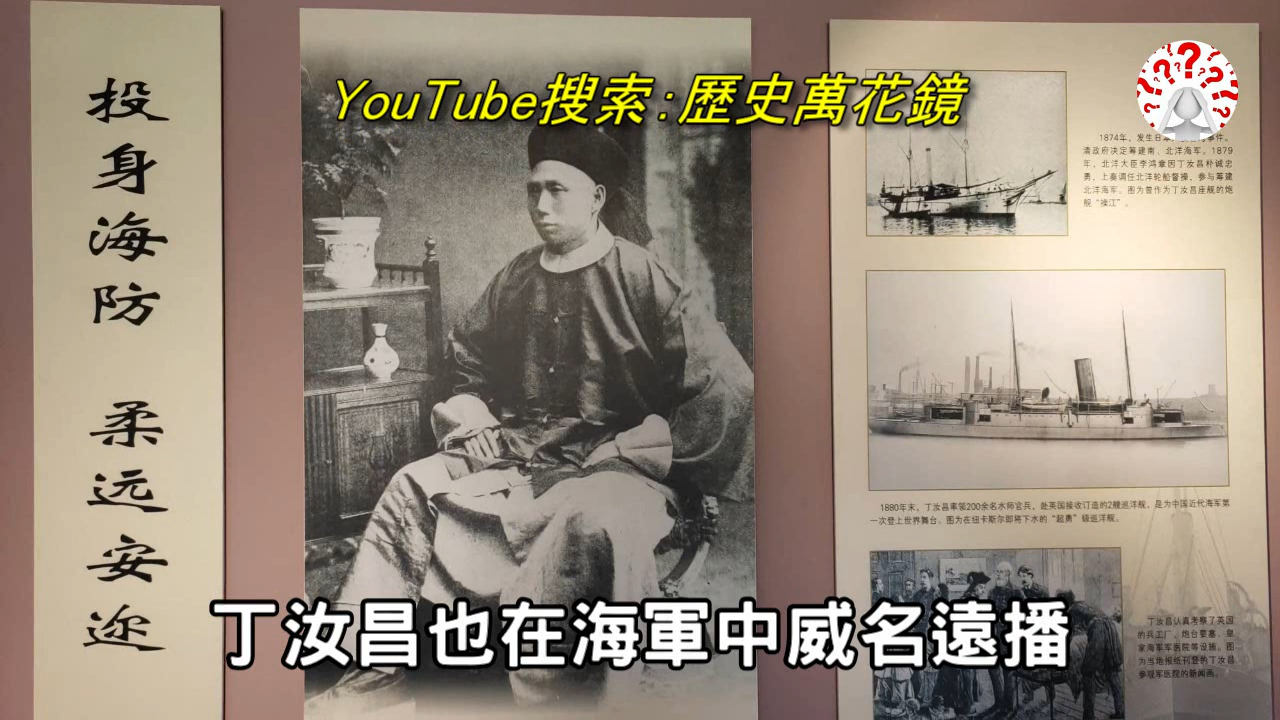 YouTube搜索:歷史萬花鏡
投身海防 柔远安迩
1874年,发生日本
事件。
清政府决定筹建南、北洋海军。1879
年,北洋大臣李鸿章因丁汝昌朴诚忠
勇,上奏调任北洋轮船督操,参与筹建
北洋海军。图为曾作为丁汝昌座舰的炮
舰“操江”。
1880年末,丁汝昌率领200余名水师官兵,赴英国接收订造的2艘巡洋舰,是为中国近代海军第
一次登上世界舞台。图为在纽卡斯尔即将下水的“超勇”级巡洋舰。
丁汝昌认真考察了英国
的兵工厂、炮台要塞、皇
家海军军医院等设施。图
为当地报纸刊登的丁汝昌
参观军医院的新闻画。
丁汝昌也在海軍中威名遠播